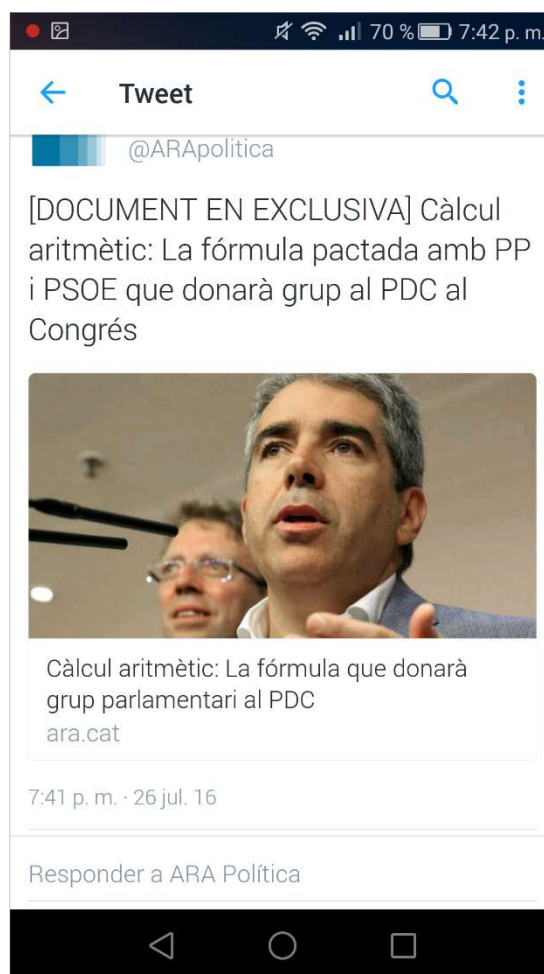 70 % 7:42 p. m.
Tweet
@ARApolitica
[DOCUMENT EN EXCLUSIVA] Càlcul
aritmètic: La fórmula pactada amb PP
i PSOE que donarà grup al PDC al
Congrés
Càlcul aritmètic: La fórmula que donarà
grup parlamentari al PDC
ara.cat
7:41 p. m. · 26 jul. 16
Responder a ARA Política